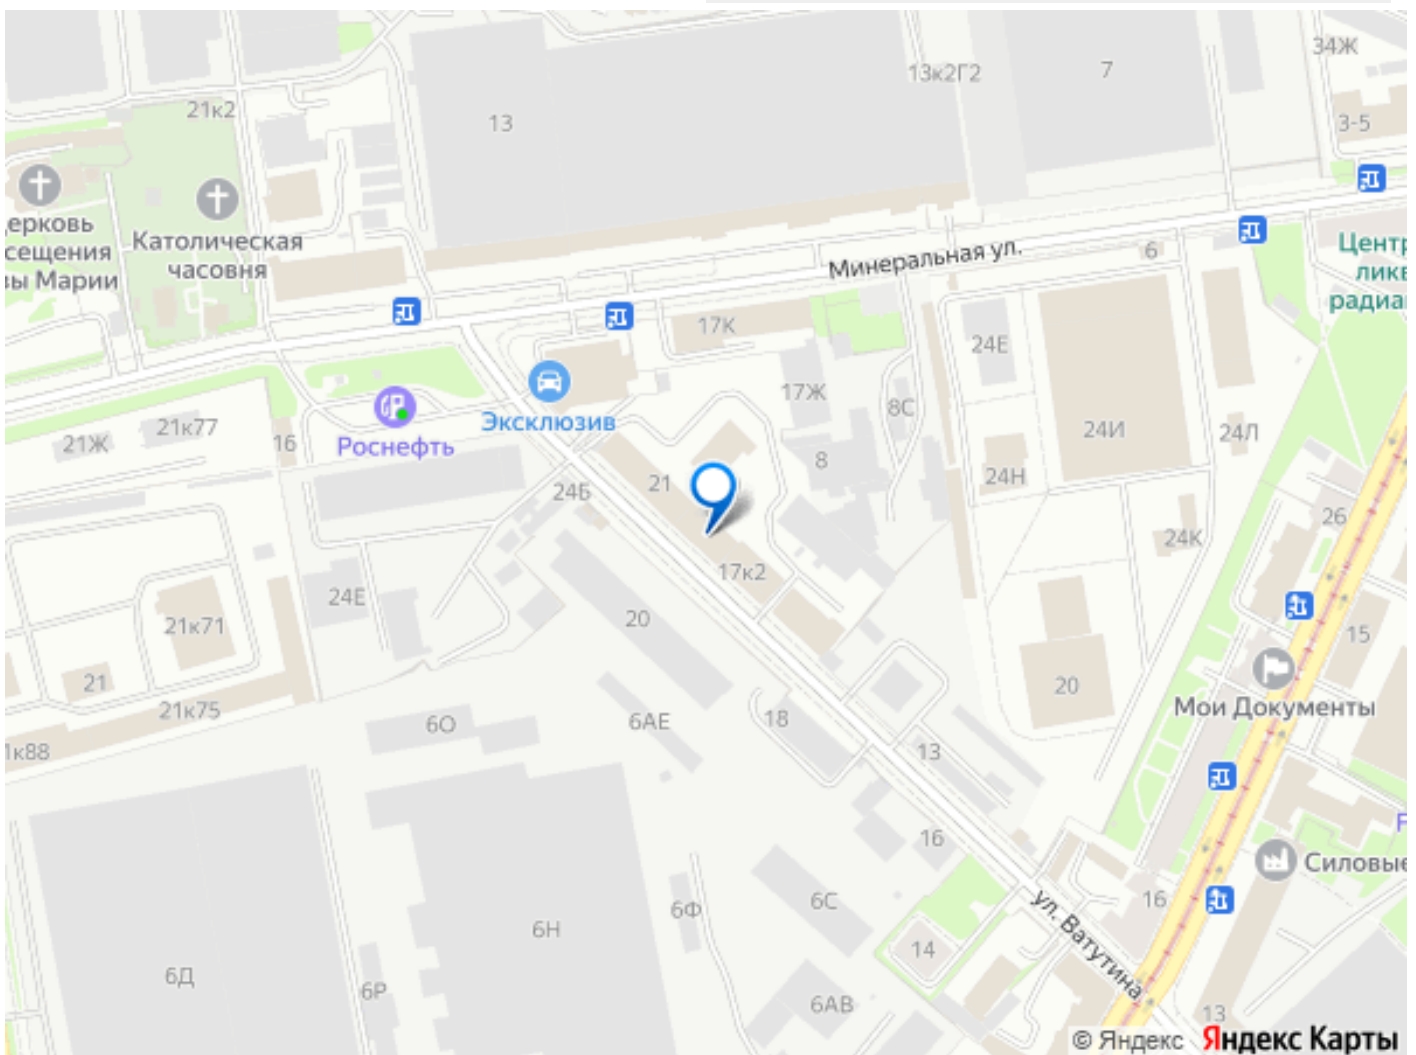 34Ж
13к2Г2
7
21к2
13
3-5
ерковь
сещения
вы Марии
Католическая
часовня
Минеральная ул.
6
Центр
ликв
радиа
17К
24Е
17Ж
8С
Эксклюзив
Роснефть
21Ж
21к77
16
24И
24Л
8
24Н
21
24Б
26
24К
17к2
24Е
20
21к71
15
21
20
Мои Документы
21к75
1к88
6О
6АЕ
18
13
16
F
Силовые
6С
16
6Ф
6Н
14
ул. Ватутина
6Д
6Р
6АВ
13
© Яндекс Яндекс Карты